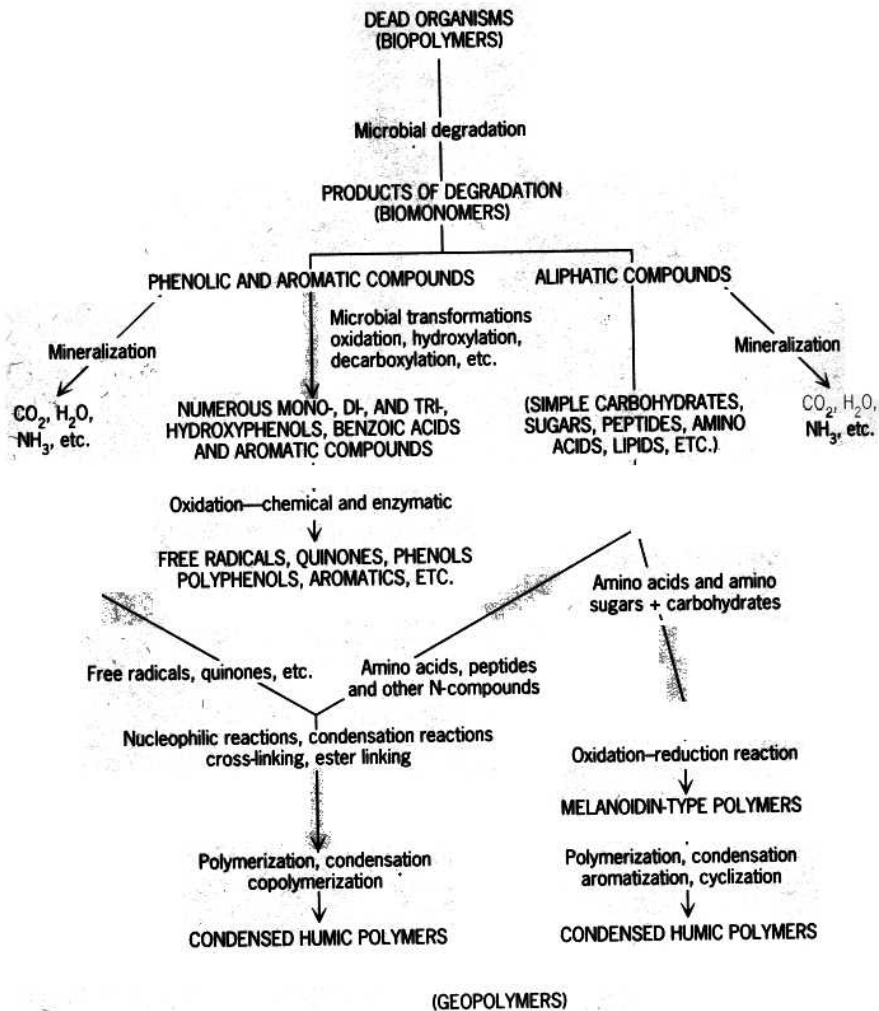 DEAD ORGANISMS
(BIOPOLYMERS)
Microbial degradation
PRODUCTS OF DEGRADATION
(BIOMONOMERS)
PHENOLIC AND AROMATIC COMPOUNDS
ALIPHATIC COMPOUNDS
Microbial transformations
oxidation, hydroxylation,
decarboxylation, etc.
Mineralization
Mineralization
CO₂, H₂O,
NH₃, etc.
NUMEROUS MONO-, DI-, AND TRI-,
HYDROXYPHENOLS, BENZOIC ACIDS
AND AROMATIC COMPOUNDS
(SIMPLE CARBOHYDRATES,
SUGARS, PEPTIDES, AMINO
ACIDS, LIPIDS, ETC.)
CO₂, H₂O,
NH₃, etc.
Oxidation—chemical and enzymatic
FREE RADICALS, QUINONES, PHENOLS
POLYPHENOLS, AROMATICS, ETC.
Amino acids and amino
sugars + carbohydrates
Free radicals, quinones, etc.
Amino acids, peptides
and other N-compounds
Nucleophilic reactions, condensation reactions
cross-linking, ester linking
Oxidation–reduction reaction
MELANOIDIN-TYPE POLYMERS
Polymerization, condensation
copolymerization
Polymerization, condensation
aromatization, cyclization
CONDENSED HUMIC POLYMERS
CONDENSED HUMIC POLYMERS
(GEOPOLYMERS)